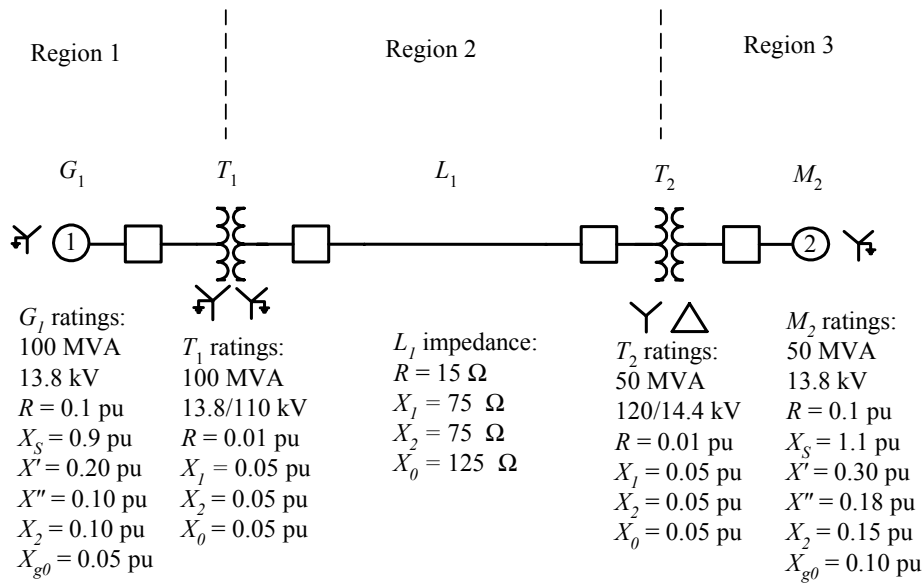 Region 1
Region 2
Region 3
G1
T1
L1
T2
M2
1
2
G1 ratings:
100 MVA
13.8 kV
R = 0.1 pu
XS = 0.9 pu
X' = 0.20 pu
X" = 0.10 pu
X2 = 0.10 pu
Xg0 = 0.05 pu
T1 ratings:
100 MVA
13.8/110 kV
R = 0.01 pu
X1 = 0.05 pu
X2 = 0.05 pu
X0 = 0.05 pu
L1 impedance:
R = 15 Ω
X1 = 75 Ω
X2 = 75 Ω
X0 = 125 Ω
T2 ratings:
50 MVA
120/14.4 kV
R = 0.01 pu
X1 = 0.05 pu
X2 = 0.05 pu
X0 = 0.05 pu
M2 ratings:
50 MVA
13.8 kV
R = 0.1 pu
XS = 1.1 pu
X' = 0.30 pu
X" = 0.18 pu
X2 = 0.15 pu
Xg0 = 0.10 pu